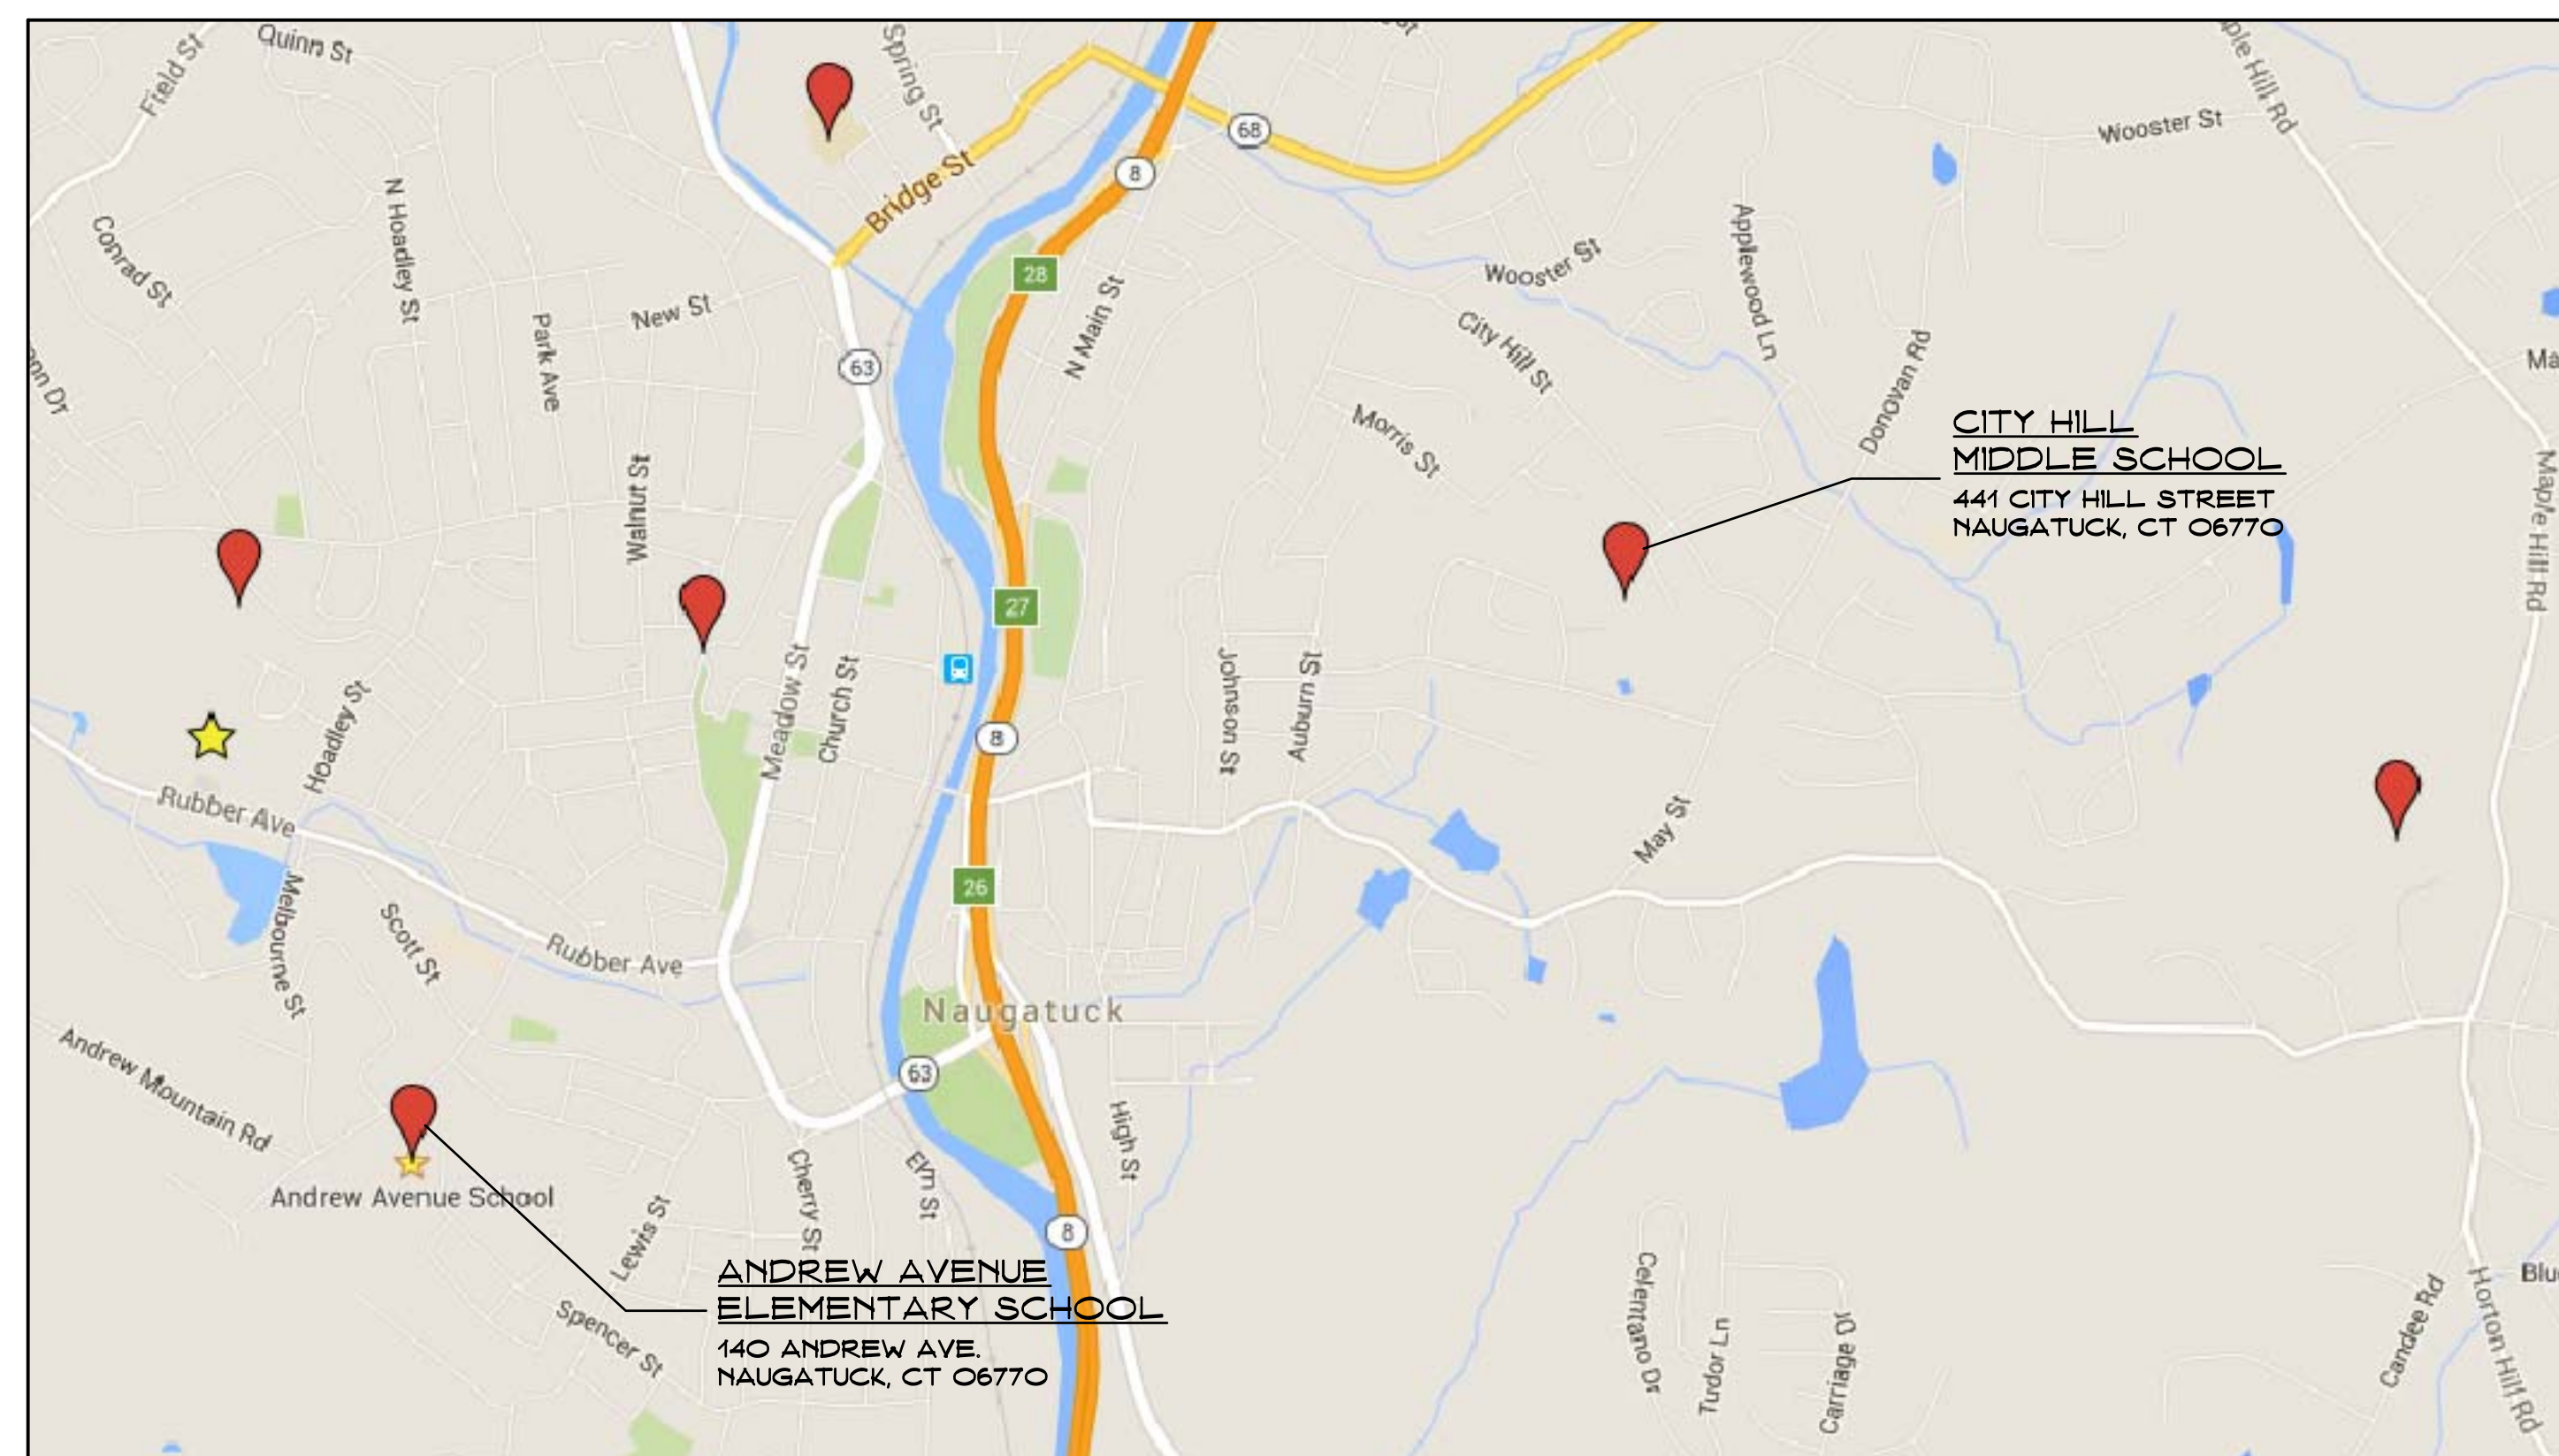 Quinn St
Field St
Spring St
Maple Hill Rd
Wooster St
68
8
Bridge St
Conrad St
N Hoadley St
Park Ave
New St
28
N Main St
Wooster St
City Hill St
Applewood Ln
Donovan Rd
63
Morris St
Walnut St
CITY HILL
MIDDLE SCHOOL
441 CITY HILL STREET
NAUGATUCK, CT 06770
Maple Hill Rd
27
Johnson St
Auburn St
Meadow St
Church St
Hoadley St
8
Rubber Ave
May St
26
Melbourne St
Scott St
Rubber Ave
Naugatuck
63
Andrew Mountain Rd
Andrew Avenue School
High St
Cherry St
Elm St
Lewis St
8
ANDREW AVENUE
ELEMENTARY SCHOOL
140 ANDREW AVE.
NAUGATUCK, CT 06770
Spencer St
Celentano Dr
Tudor Ln
Carriage Dr
Candee Rd
Horton Hill Rd